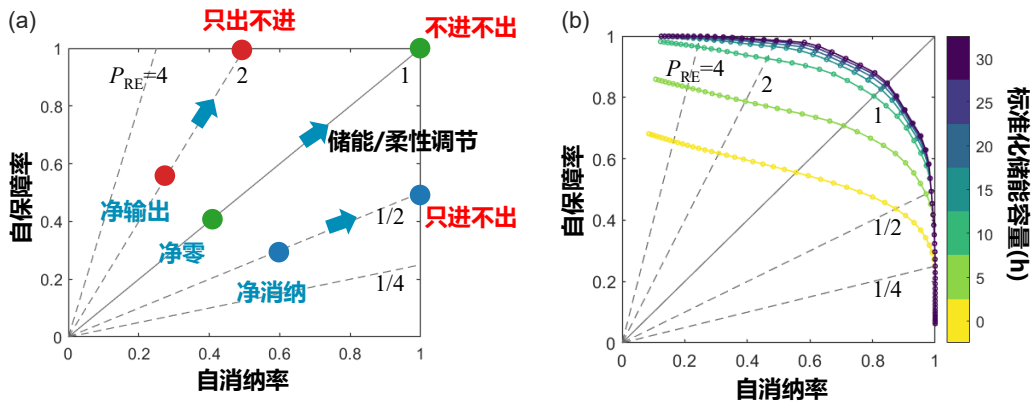 (a)
只出不进
不进不出
1
P_RE=4
2
1
0.8
储能/柔性调节
0.6
自保障率
净输出
1/2
只进不出
0.4
净零
0.2
净消纳
1/4
0
0
0.2
0.4
0.6
0.8
1
自消纳率
(b)
1
P_RE=4
2
1
0.8
0.6
自保障率
0.4
1/2
0.2
1/4
0
0
0.2
0.4
0.6
0.8
1
自消纳率
30
25
20
15
10
5
0
标准化储能容量(h)